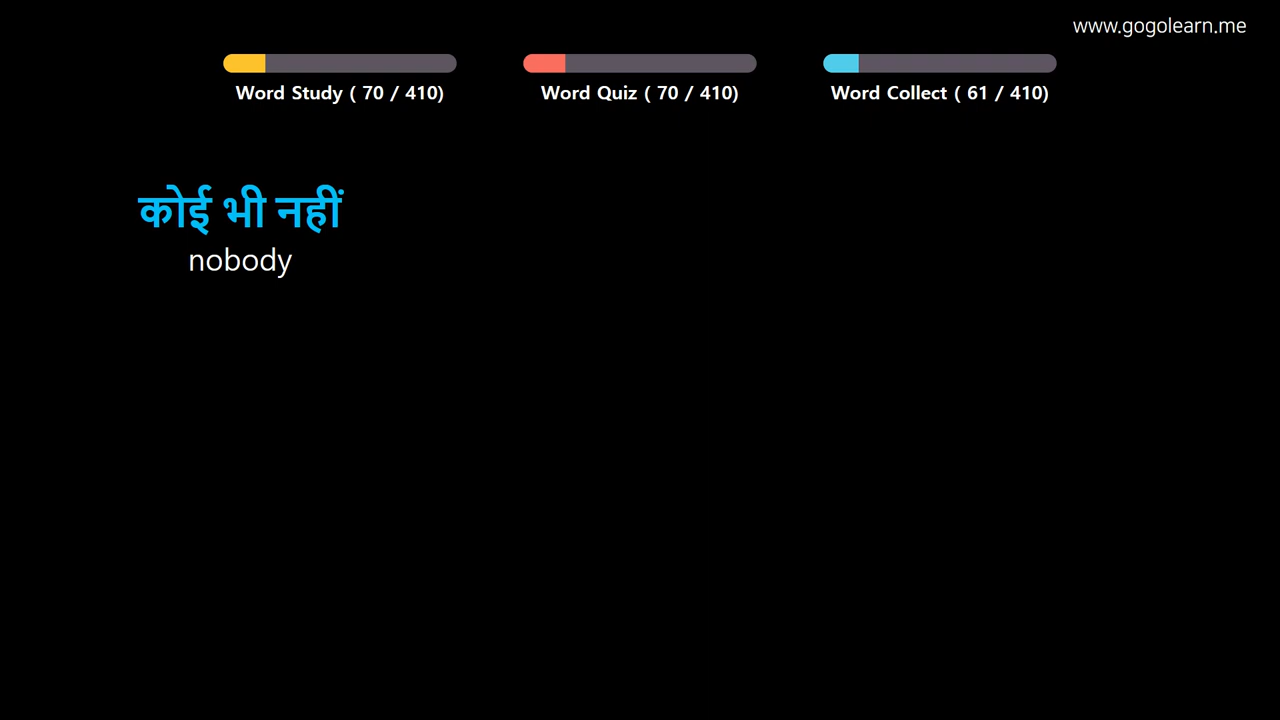 www.gogolearn.me
Word Study ( 70 / 410)
Word Quiz ( 70 / 410)
Word Collect ( 61 / 410)
कोई भी नहीं
nobody